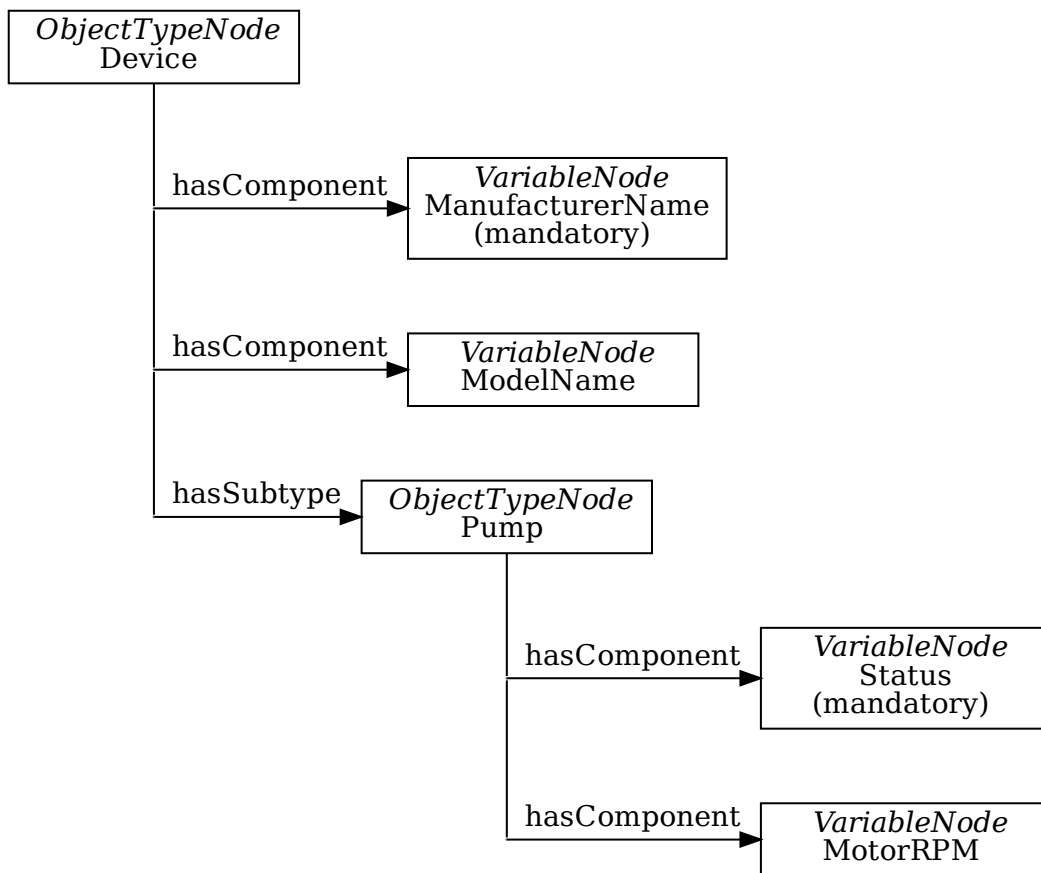 ObjectTypeNode
Device
hasComponent
VariableNode
ManufacturerName
(mandatory)
hasComponent
VariableNode
ModelName
hasSubtype
ObjectTypeNode
Pump
hasComponent
VariableNode
Status
(mandatory)
hasComponent
VariableNode
MotorRPM